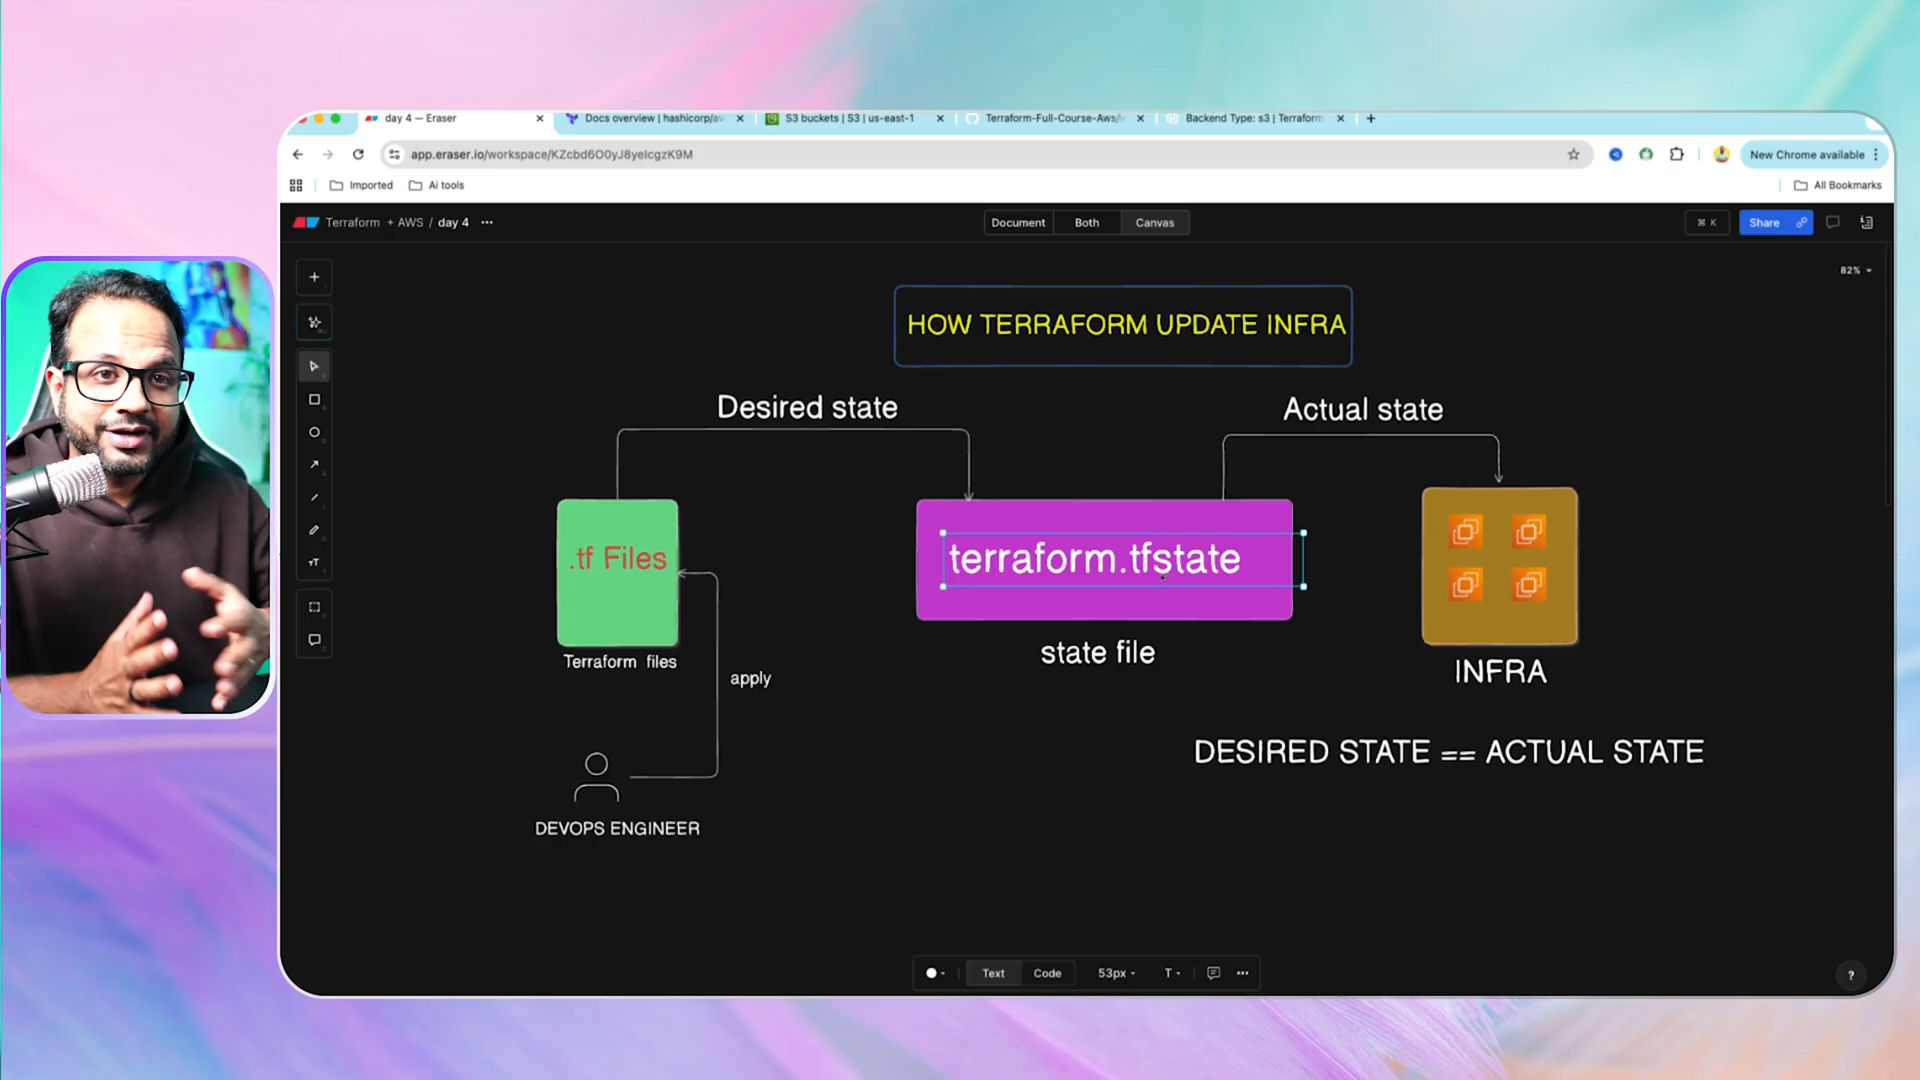 day 4 — Eraser
Docs overview | hashicorp/aw
S3 buckets | S3 | us-east-1
Terraform-Full-Course-Aws/l
Backend Type: s3 | Terraform
app.eraser.io/workspace/KZcbd6O0yJ8yeIcgzK9M
New Chrome available
Imported
Ai tools
All Bookmarks
Terraform + AWS / day 4
Document
Both
Canvas
⌘ K
Share
82%
HOW TERRAFORM UPDATE INFRA
Desired state
Actual state
.tf Files
terraform.tfstate
Terraform files
state file
INFRA
apply
DESIRED STATE == ACTUAL STATE
DEVOPS ENGINEER
Text
Code
53px
T
?